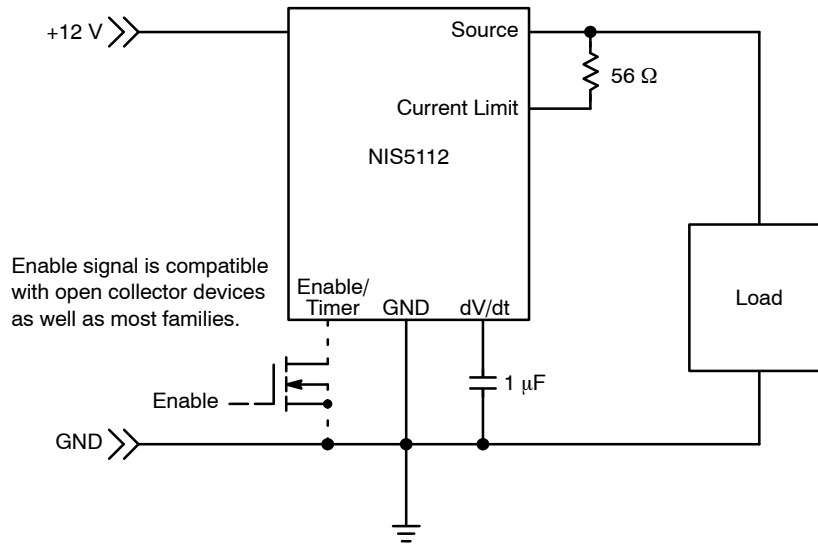 +12 V
Source
56 Ω
Current Limit
NIS5112
Enable signal is compatible
with open collector devices
as well as most families.
Enable/
Timer
GND
dV/dt
Load
1 μF
Enable
GND